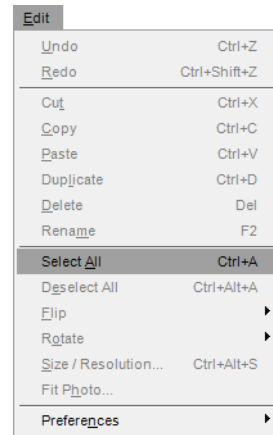 Edit
Undo Ctrl+Z
Redo Ctrl+Shift+Z
Cut Ctrl+X
Copy Ctrl+C
Paste Ctrl+V
Duplicate Ctrl+D
Delete Del
Rename F2
Select All Ctrl+A
Deselect All Ctrl+Alt+A
Flip
Rotate
Size / Resolution... Ctrl+Alt+S
Fit Photo...
Preferences